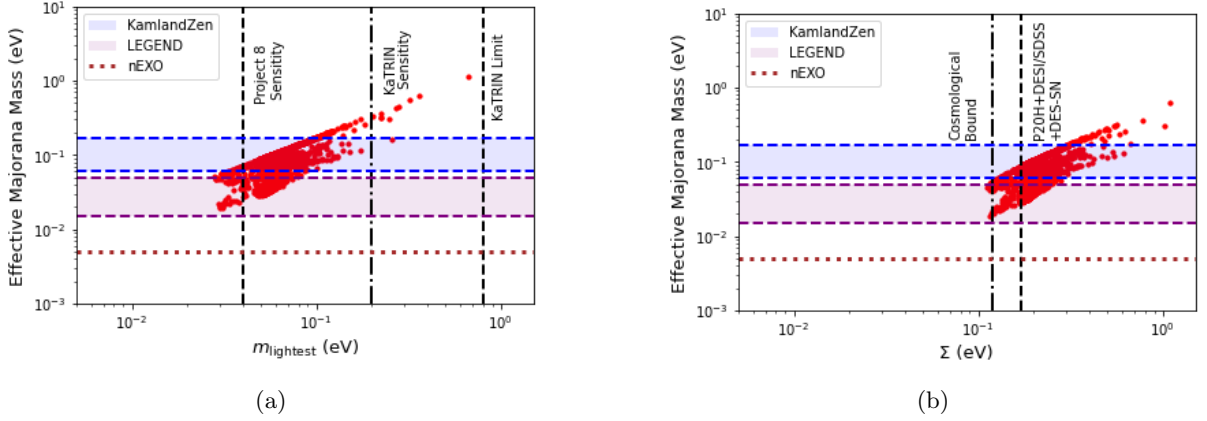 KamlandZen
LEGEND
nEXO
Project 8
Sensitity
KaTRIN
Sensitity
KaTRIN Limit
10¹
10⁰
10⁻¹
10⁻²
10⁻³
Effective Majorana Mass (eV)
10⁻²
10⁻¹
10⁰
m_lightest (eV)
(a)
KamlandZen
LEGEND
nEXO
Cosmological
Bound
P20H+DESI/SDSS
+DES-SN
10¹
10⁰
10⁻¹
10⁻²
10⁻³
Effective Majorana Mass (eV)
10⁻²
10⁻¹
10⁰
Σ (eV)
(b)